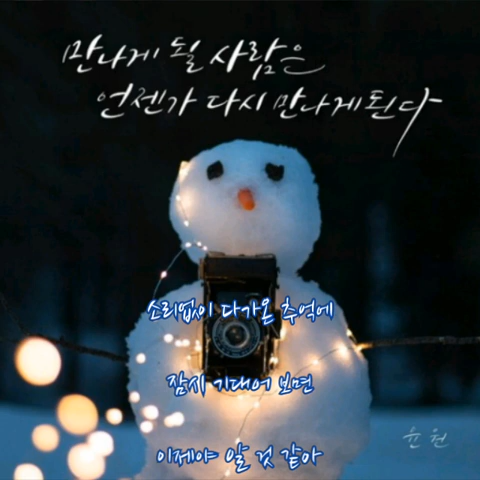 만나게 될 사람은
언젠가 다시 만나게된다
소리없이 다가온 추억에
잠시 기대어 보면
이제야 알 것 같아
윤원